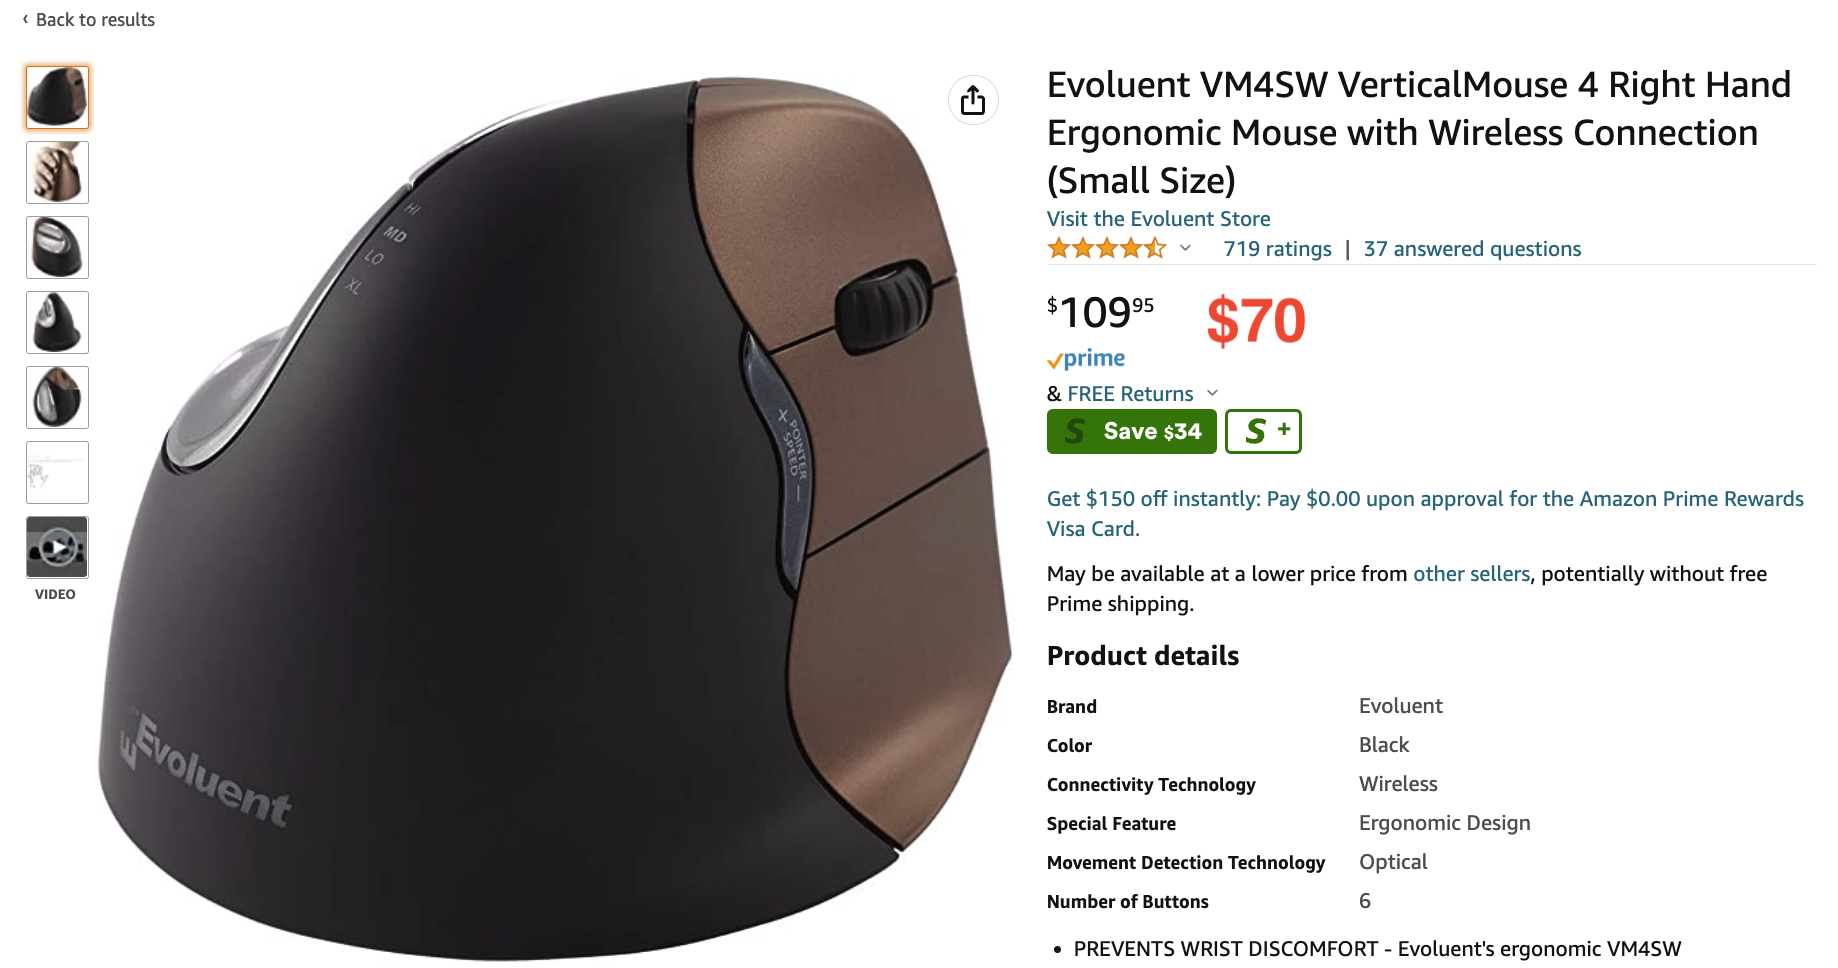 ‹ Back to results
VIDEO
HI
MD
LO
XL
+ POINTER SPEED —
Evoluent
Evoluent VM4SW VerticalMouse 4 Right Hand
Ergonomic Mouse with Wireless Connection
(Small Size)
Visit the Evoluent Store
719 ratings | 37 answered questions
$10995 $70
prime
& FREE Returns
S Save $34 S +
Get $150 off instantly: Pay $0.00 upon approval for the Amazon Prime Rewards
Visa Card.
May be available at a lower price from other sellers, potentially without free
Prime shipping.
Product details
Brand Evoluent
Color Black
Connectivity Technology Wireless
Special Feature Ergonomic Design
Movement Detection Technology Optical
Number of Buttons 6
• PREVENTS WRIST DISCOMFORT - Evoluent's ergonomic VM4SW